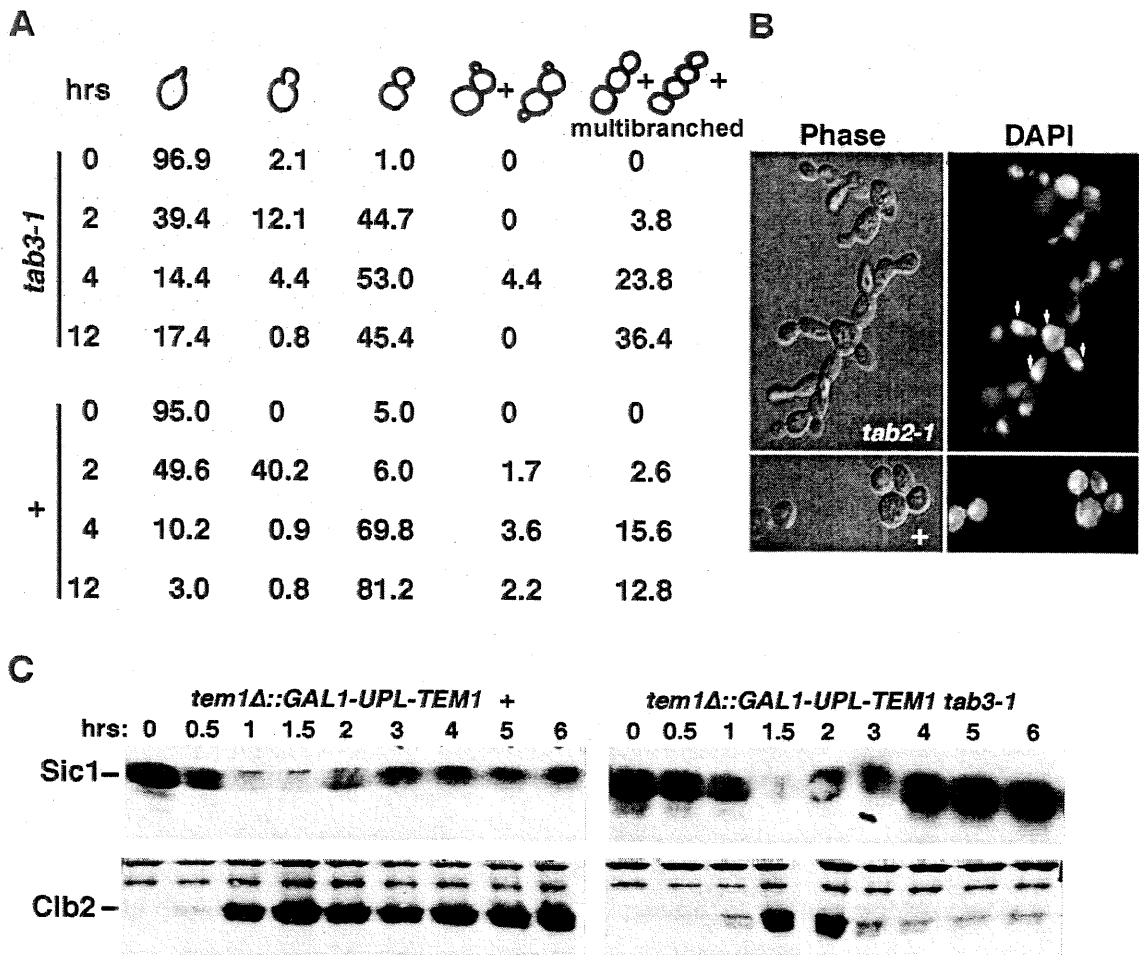 A
hrs + + +
multibranched
tab3-1
0 96.9 2.1 1.0 0 0
2 39.4 12.1 44.7 0 3.8
4 14.4 4.4 53.0 4.4 23.8
12 17.4 0.8 45.4 0 36.4
+
0 95.0 0 5.0 0 0
2 49.6 40.2 6.0 1.7 2.6
4 10.2 0.9 69.8 3.6 15.6
12 3.0 0.8 81.2 2.2 12.8
B
Phase DAPI
tab2-1
+
C
tem1Δ::GAL1-UPL-TEM1 +
hrs: 0 0.5 1 1.5 2 3 4 5 6
tem1Δ::GAL1-UPL-TEM1 tab3-1
0 0.5 1 1.5 2 3 4 5 6
Sic1–
Clb2–